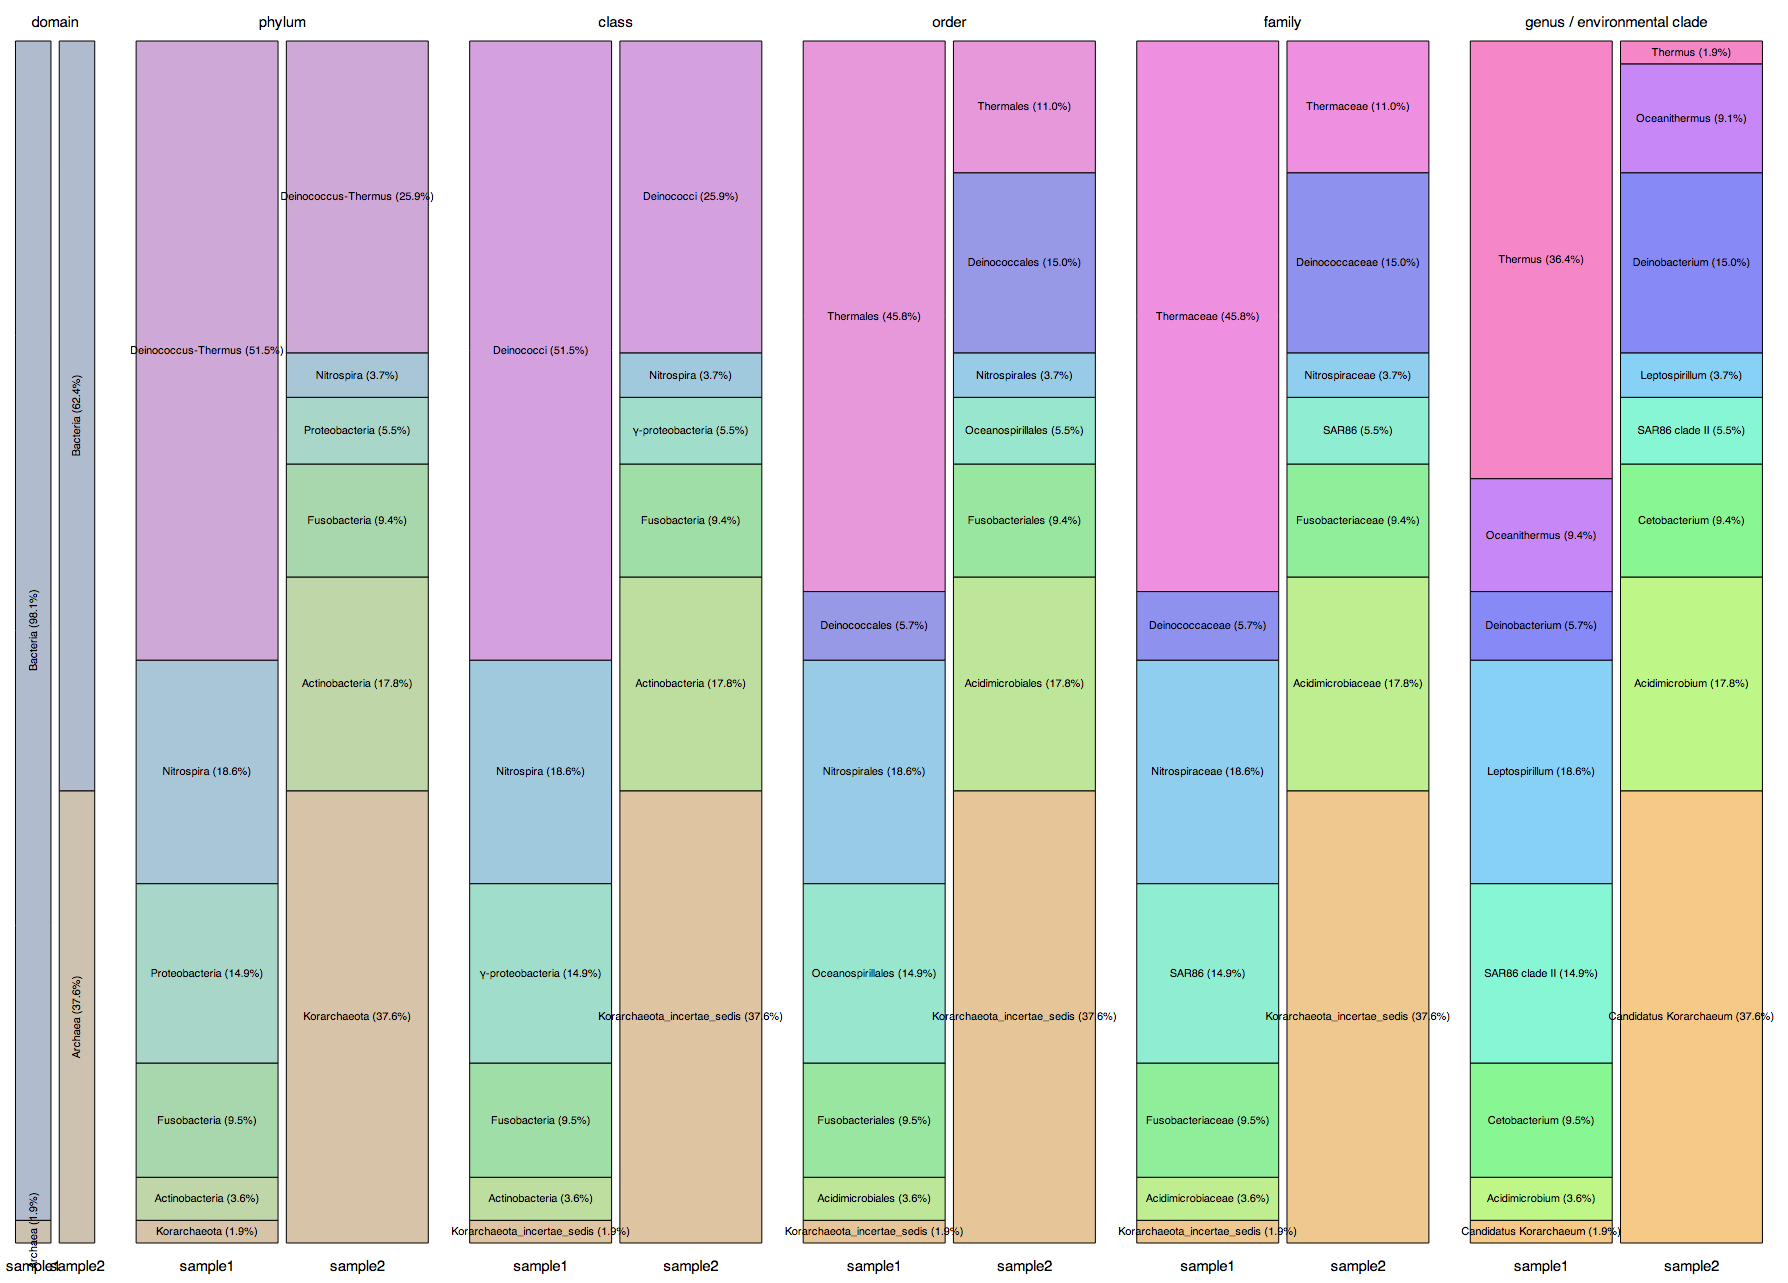 domain
phylum
class
order
family
genus / environmental clade
Bacteria (98.1%)
Archaea (1.9%)
Bacteria (62.4%)
Archaea (37.6%)
Deinococcus-Thermus (51.5%)
Nitrospira (18.6%)
Proteobacteria (14.9%)
Fusobacteria (9.5%)
Actinobacteria (3.6%)
Korarchaeota (1.9%)
Deinococcus-Thermus (25.9%)
Nitrospira (3.7%)
Proteobacteria (5.5%)
Fusobacteria (9.4%)
Actinobacteria (17.8%)
Korarchaeota (37.6%)
Deinococci (51.5%)
Nitrospira (18.6%)
γ-proteobacteria (14.9%)
Fusobacteria (9.5%)
Actinobacteria (3.6%)
Korarchaeota_incertae_sedis (1.9%)
Deinococci (25.9%)
Nitrospira (3.7%)
γ-proteobacteria (5.5%)
Fusobacteria (9.4%)
Actinobacteria (17.8%)
Korarchaeota_incertae_sedis (37.6%)
Thermales (45.8%)
Deinococcales (5.7%)
Nitrospirales (18.6%)
Oceanospirillales (14.9%)
Fusobacteriales (9.5%)
Acidimicrobiales (3.6%)
Korarchaeota_incertae_sedis (1.9%)
Thermales (11.0%)
Deinococcales (15.0%)
Nitrospirales (3.7%)
Oceanospirillales (5.5%)
Fusobacteriales (9.4%)
Acidimicrobiales (17.8%)
Korarchaeota_incertae_sedis (37.6%)
Thermaceae (45.8%)
Deinococcaceae (5.7%)
Nitrospiraceae (18.6%)
SAR86 (14.9%)
Fusobacteriaceae (9.5%)
Acidimicrobiaceae (3.6%)
Korarchaeota_incertae_sedis (1.9%)
Thermaceae (11.0%)
Deinococcaceae (15.0%)
Nitrospiraceae (3.7%)
SAR86 (5.5%)
Fusobacteriaceae (9.4%)
Acidimicrobiaceae (17.8%)
Korarchaeota_incertae_sedis (37.6%)
Thermus (36.4%)
Oceanithermus (9.4%)
Deinobacterium (5.7%)
Leptospirillum (18.6%)
SAR86 clade II (14.9%)
Cetobacterium (9.5%)
Acidimicrobium (3.6%)
Candidatus Korarchaeum (1.9%)
Thermus (1.9%)
Oceanithermus (9.1%)
Deinobacterium (15.0%)
Leptospirillum (3.7%)
SAR86 clade II (5.5%)
Cetobacterium (9.4%)
Acidimicrobium (17.8%)
Candidatus Korarchaeum (37.6%)
sample1
sample2
sample1
sample2
sample1
sample2
sample1
sample2
sample1
sample2
sample1
sample2